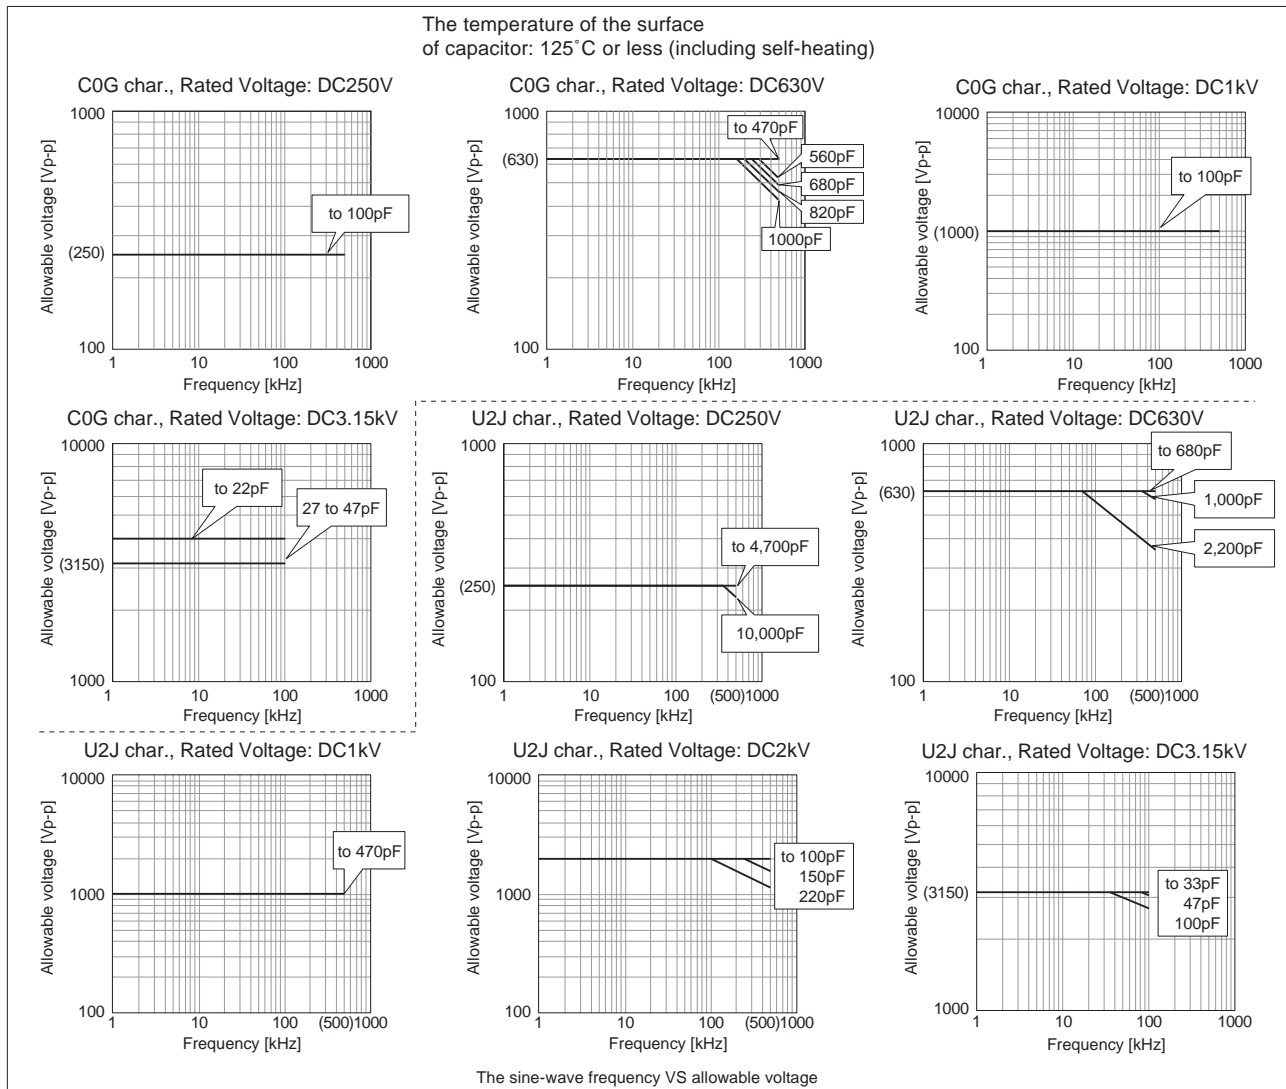 The temperature of the surface
of capacitor: 125˚C or less (including self-heating)
C0G char., Rated Voltage: DC250V
Allowable voltage [Vp-p]
1000
(250)
100
to 100pF
1 10 100 1000
Frequency [kHz]
C0G char., Rated Voltage: DC630V
Allowable voltage [Vp-p]
1000
(630)
100
to 470pF
560pF
680pF
820pF
1000pF
1 10 100 1000
Frequency [kHz]
C0G char., Rated Voltage: DC1kV
Allowable voltage [Vp-p]
10000
(1000)
100
to 100pF
1 10 100 1000
Frequency [kHz]
C0G char., Rated Voltage: DC3.15kV
Allowable voltage [Vp-p]
10000
(3150)
1000
to 22pF
27 to 47pF
1 10 100 1000
Frequency [kHz]
U2J char., Rated Voltage: DC250V
Allowable voltage [Vp-p]
1000
(250)
100
to 4,700pF
10,000pF
1 10 100 (500)1000
Frequency [kHz]
U2J char., Rated Voltage: DC630V
Allowable voltage [Vp-p]
1000
(630)
100
to 680pF
1,000pF
2,200pF
1 10 100 (500)1000
Frequency [kHz]
U2J char., Rated Voltage: DC1kV
Allowable voltage [Vp-p]
10000
1000
100
to 470pF
1 10 100 (500)1000
Frequency [kHz]
U2J char., Rated Voltage: DC2kV
Allowable voltage [Vp-p]
10000
1000
100
to 100pF
150pF
220pF
1 10 100 (500)1000
Frequency [kHz]
U2J char., Rated Voltage: DC3.15kV
Allowable voltage [Vp-p]
10000
(3150)
1000
to 33pF
47pF
100pF
1 10 100 1000
Frequency [kHz]
The sine-wave frequency VS allowable voltage